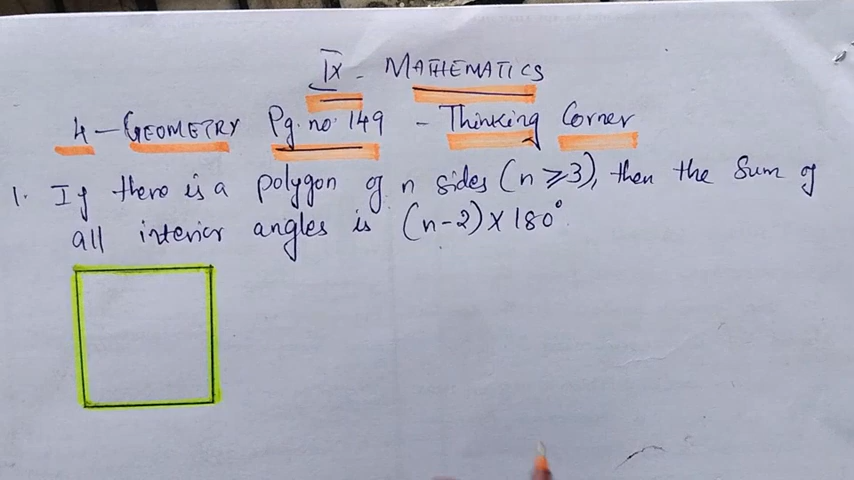 IX - MATHEMATICS
4 - GEOMETRY Pg. no. 149 - Thinking Corner
1. If there is a polygon of n sides (n ≥ 3), then the Sum of
all interior angles is (n-2) X 180°.